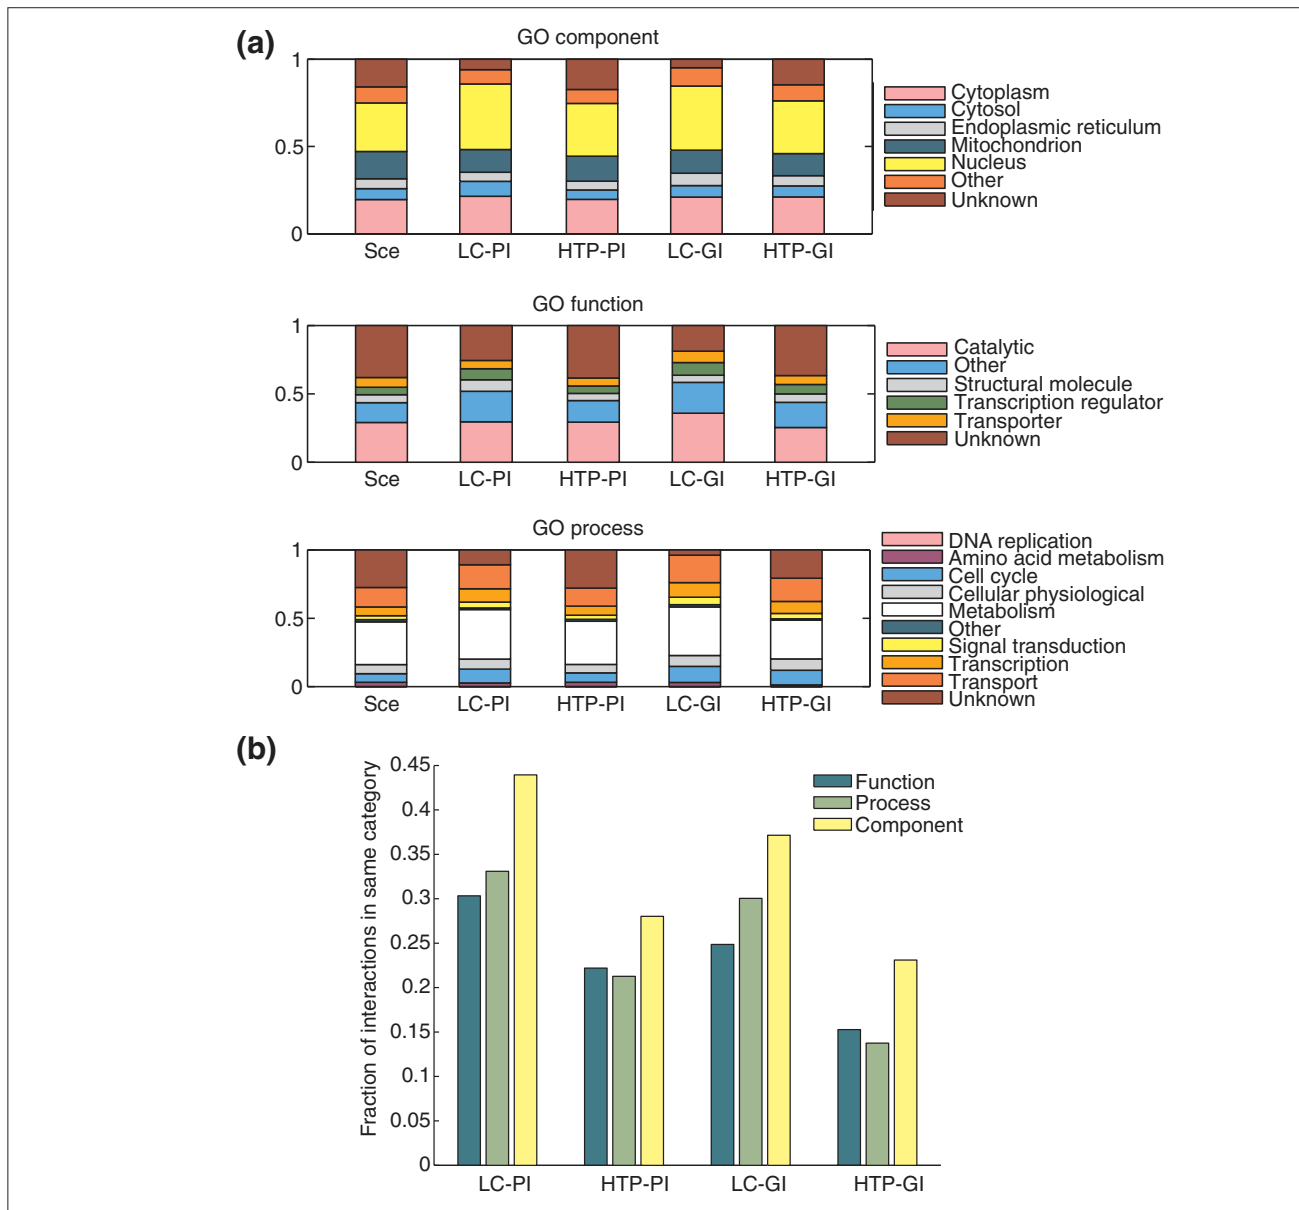 (a)
GO component
1
0.5
0
Sce LC-PI HTP-PI LC-GI HTP-GI
Cytoplasm
Cytosol
Endoplasmic reticulum
Mitochondrion
Nucleus
Other
Unknown
GO function
1
0.5
0
Sce LC-PI HTP-PI LC-GI HTP-GI
Catalytic
Other
Structural molecule
Transcription regulator
Transporter
Unknown
GO process
1
0.5
0
Sce LC-PI HTP-PI LC-GI HTP-GI
DNA replication
Amino acid metabolism
Cell cycle
Cellular physiological
Metabolism
Other
Signal transduction
Transcription
Transport
Unknown
(b)
Fraction of interactions in same category
0.45
0.4
0.35
0.3
0.25
0.2
0.15
0.1
0.05
0
LC-PI HTP-PI LC-GI HTP-GI
Function
Process
Component